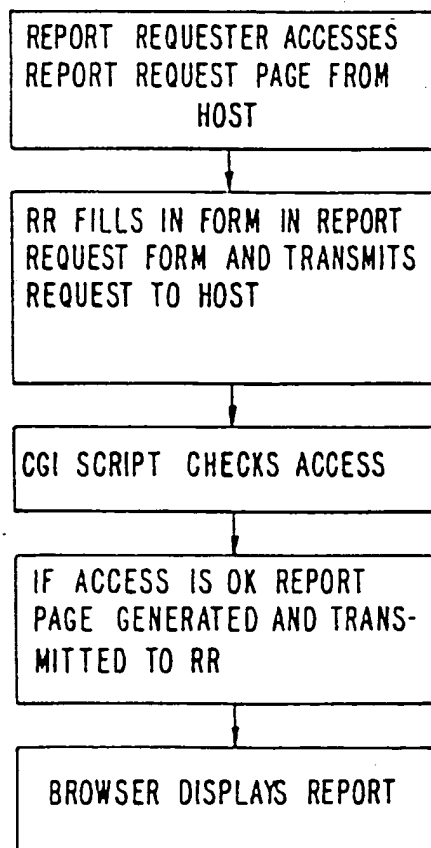 REPORT REQUESTER ACCESSES
REPORT REQUEST PAGE FROM
HOST
RR FILLS IN FORM IN REPORT
REQUEST FORM AND TRANSMITS
REQUEST TO HOST
CGI SCRIPT CHECKS ACCESS
IF ACCESS IS OK REPORT
PAGE GENERATED AND TRANS-
MITTED TO RR
BROWSER DISPLAYS REPORT